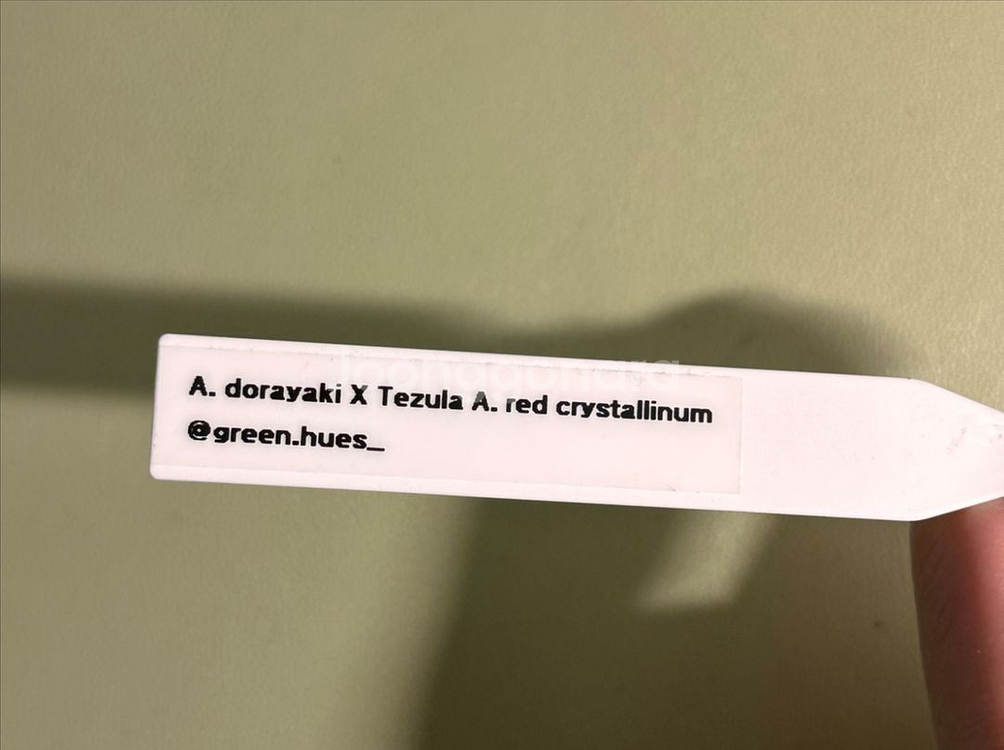 A. dorayaki X Tezula A. red crystallinum
@green.hues_